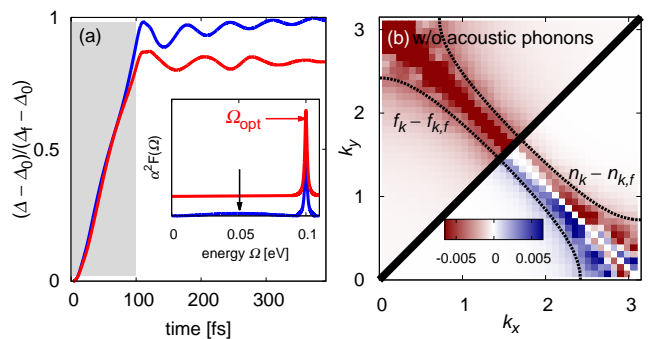 (a)
(Δ − Δ₀)/(Δf − Δ₀)
1
0.5
0
0 100 200 300
time [fs]
Ωopt
α²F(Ω)
0 0.05 0.1
energy Ω [eV]
(b) w/o acoustic phonons
fk − fk,f
nk − nk,f
-0.005 0 0.005
ky
3
2
1
0
0 1 2 3
kx